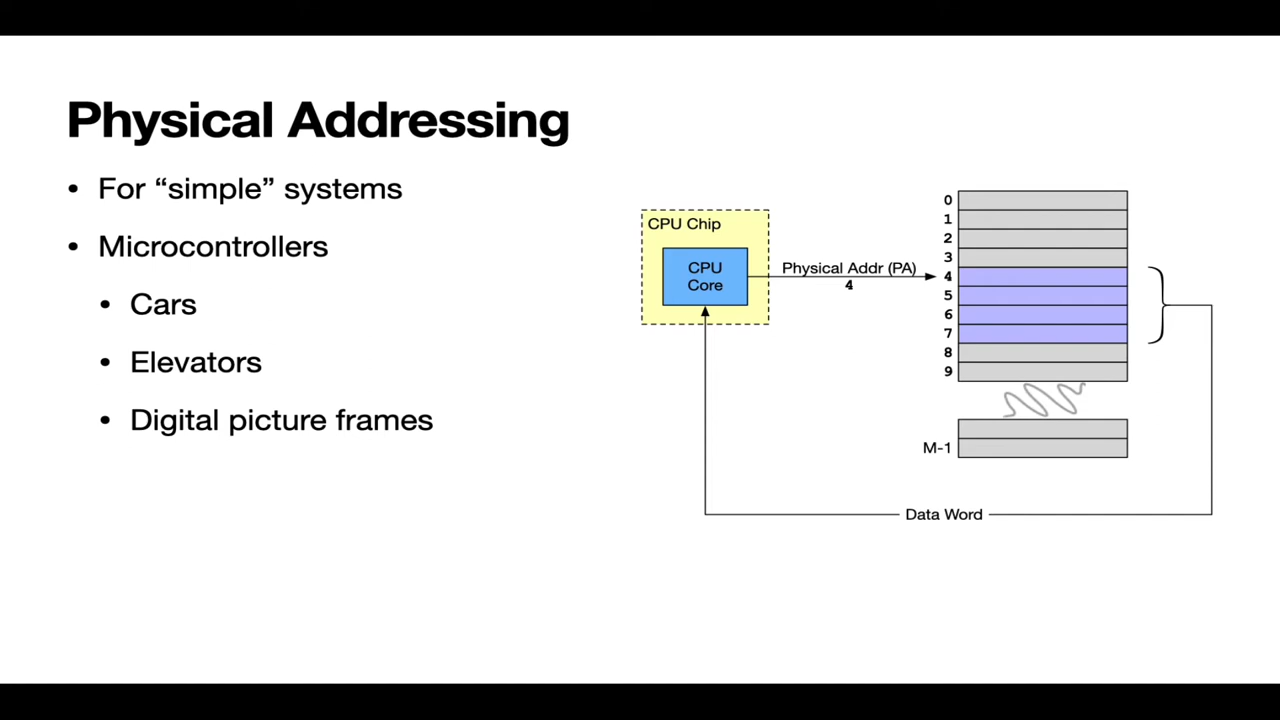 Physical Addressing
• For “simple” systems
• Microcontrollers
• Cars
• Elevators
• Digital picture frames
CPU Chip
CPU
Core
Physical Addr (PA)
4
0
1
2
3
4
5
6
7
8
9
M-1
Data Word